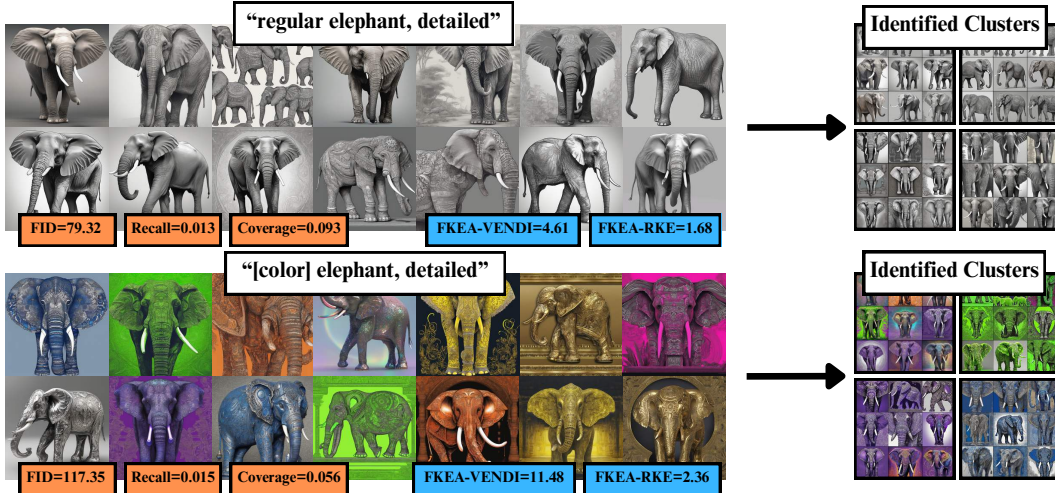 “regular elephant, detailed”
Identified Clusters
FID=79.32
Recall=0.013
Coverage=0.093
FKEA-VENDI=4.61
FKEA-RKE=1.68
“[color] elephant, detailed”
Identified Clusters
FID=117.35
Recall=0.015
Coverage=0.056
FKEA-VENDI=11.48
FKEA-RKE=2.36